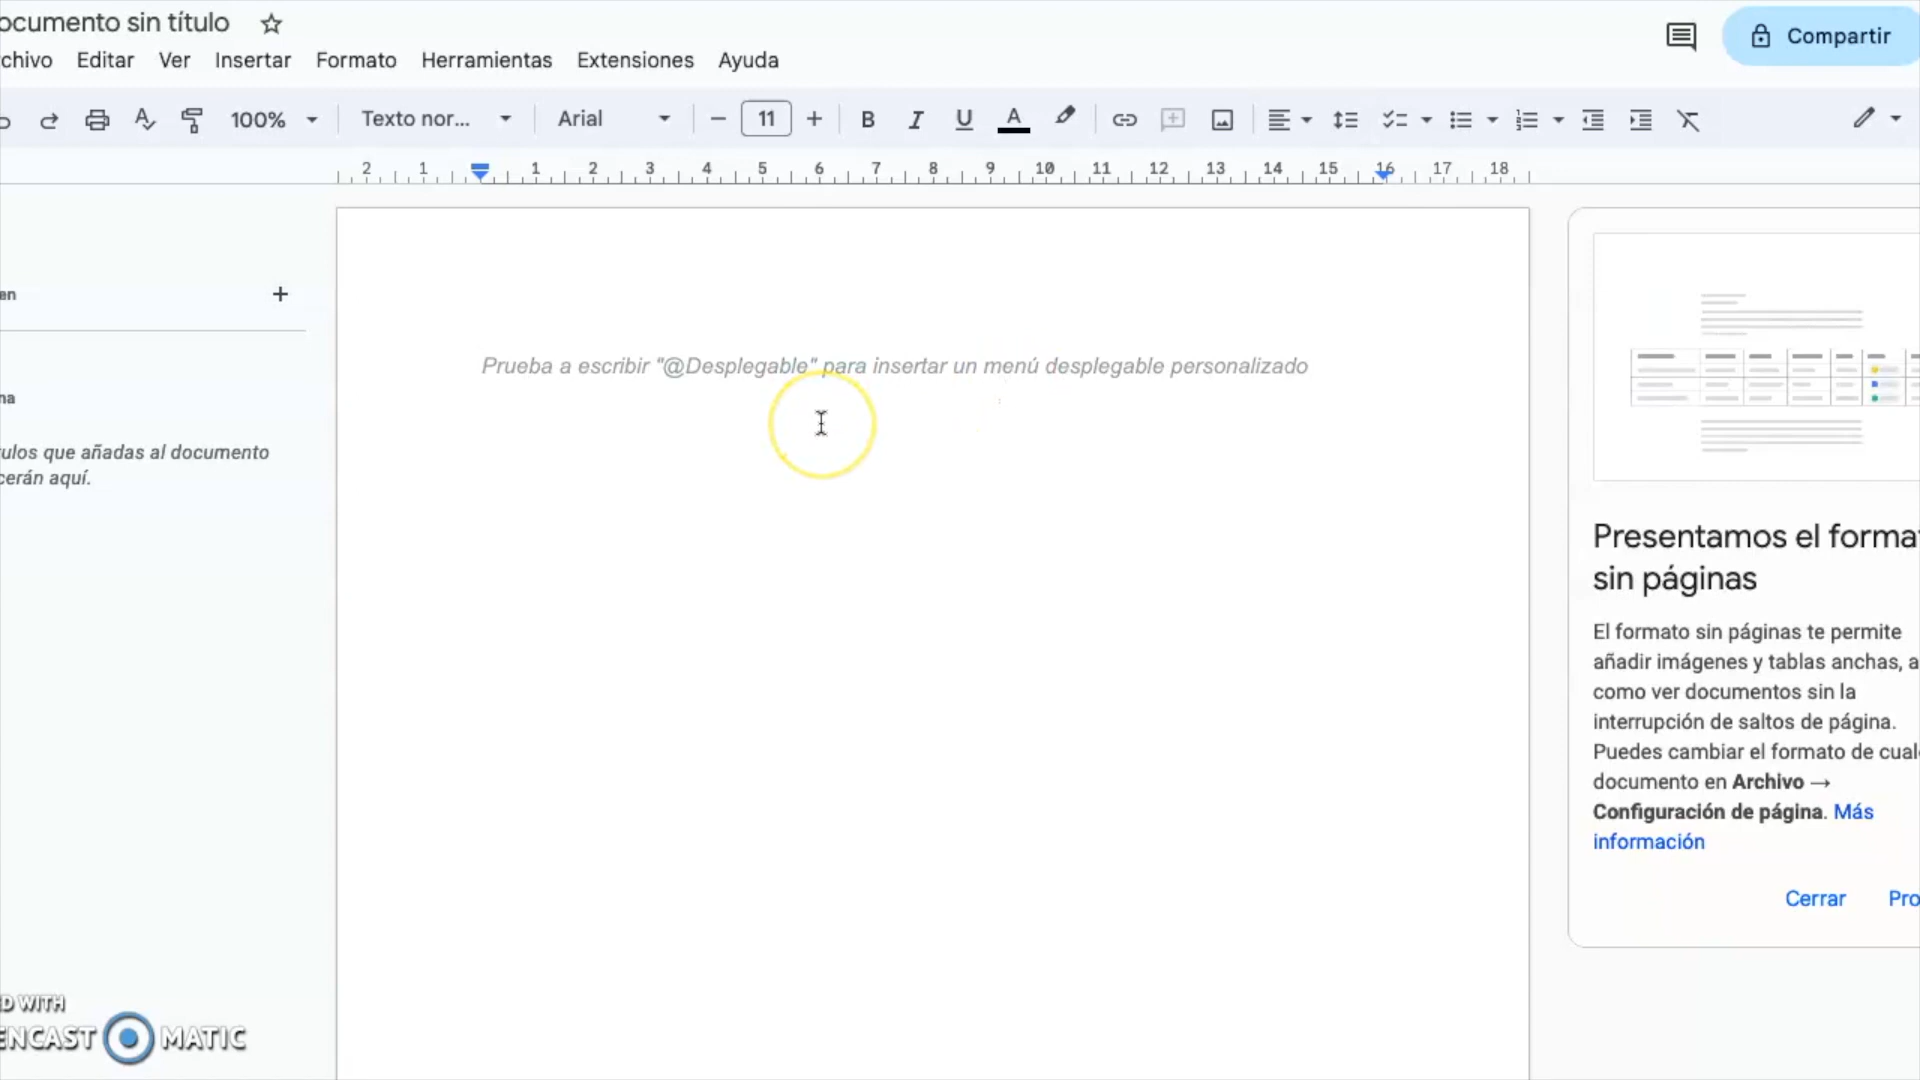 ocumento sin título
Compartir
chivo Editar Ver Insertar Formato Herramientas Extensiones Ayuda
100% Texto nor... Arial 11
2 1 1 2 3 4 5 6 7 8 9 10 11 12 13 14 15 16 17 18
en
Prueba a escribir "@Desplegable" para insertar un menú desplegable personalizado
na
tulos que añadas al documento
cerán aquí.
Presentamos el format
sin páginas
El formato sin páginas te permite
añadir imágenes y tablas anchas, a
como ver documentos sin la
interrupción de saltos de página.
Puedes cambiar el formato de cual
documento en Archivo →
Configuración de página. Más
información
Cerrar Pro
D WITH
ENCAST MATIC